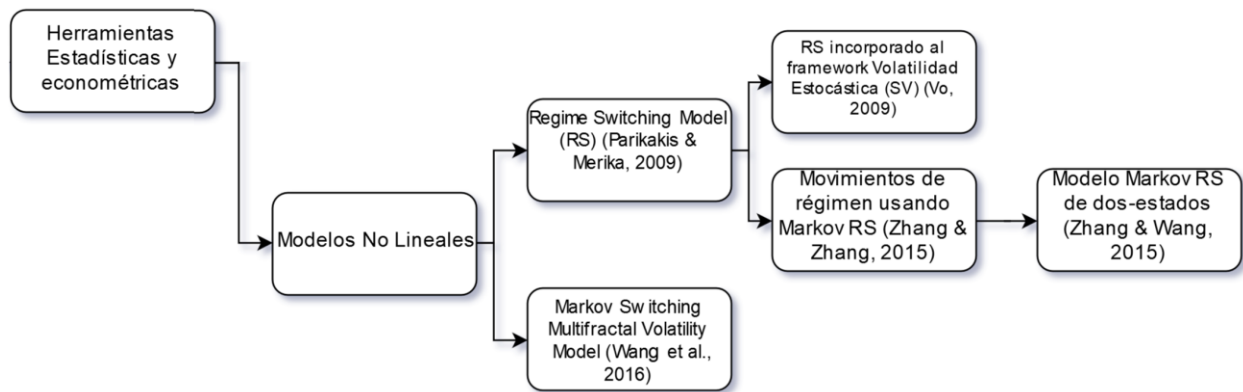 Herramientas
Estadísticas y
econométricas
Modelos No Lineales
Regime Switching Model
(RS) (Parikakis &
Merika, 2009)
Markov Switching
Multifractal Volatility
Model (Wang et al.,
2016)
RS incorporado al
framework Volatilidad
Estocástica (SV) (Vo,
2009)
Movimientos de
régimen usando
Markov RS (Zhang &
Zhang, 2015)
Modelo Markov RS
de dos-estados
(Zhang & Wang,
2015)